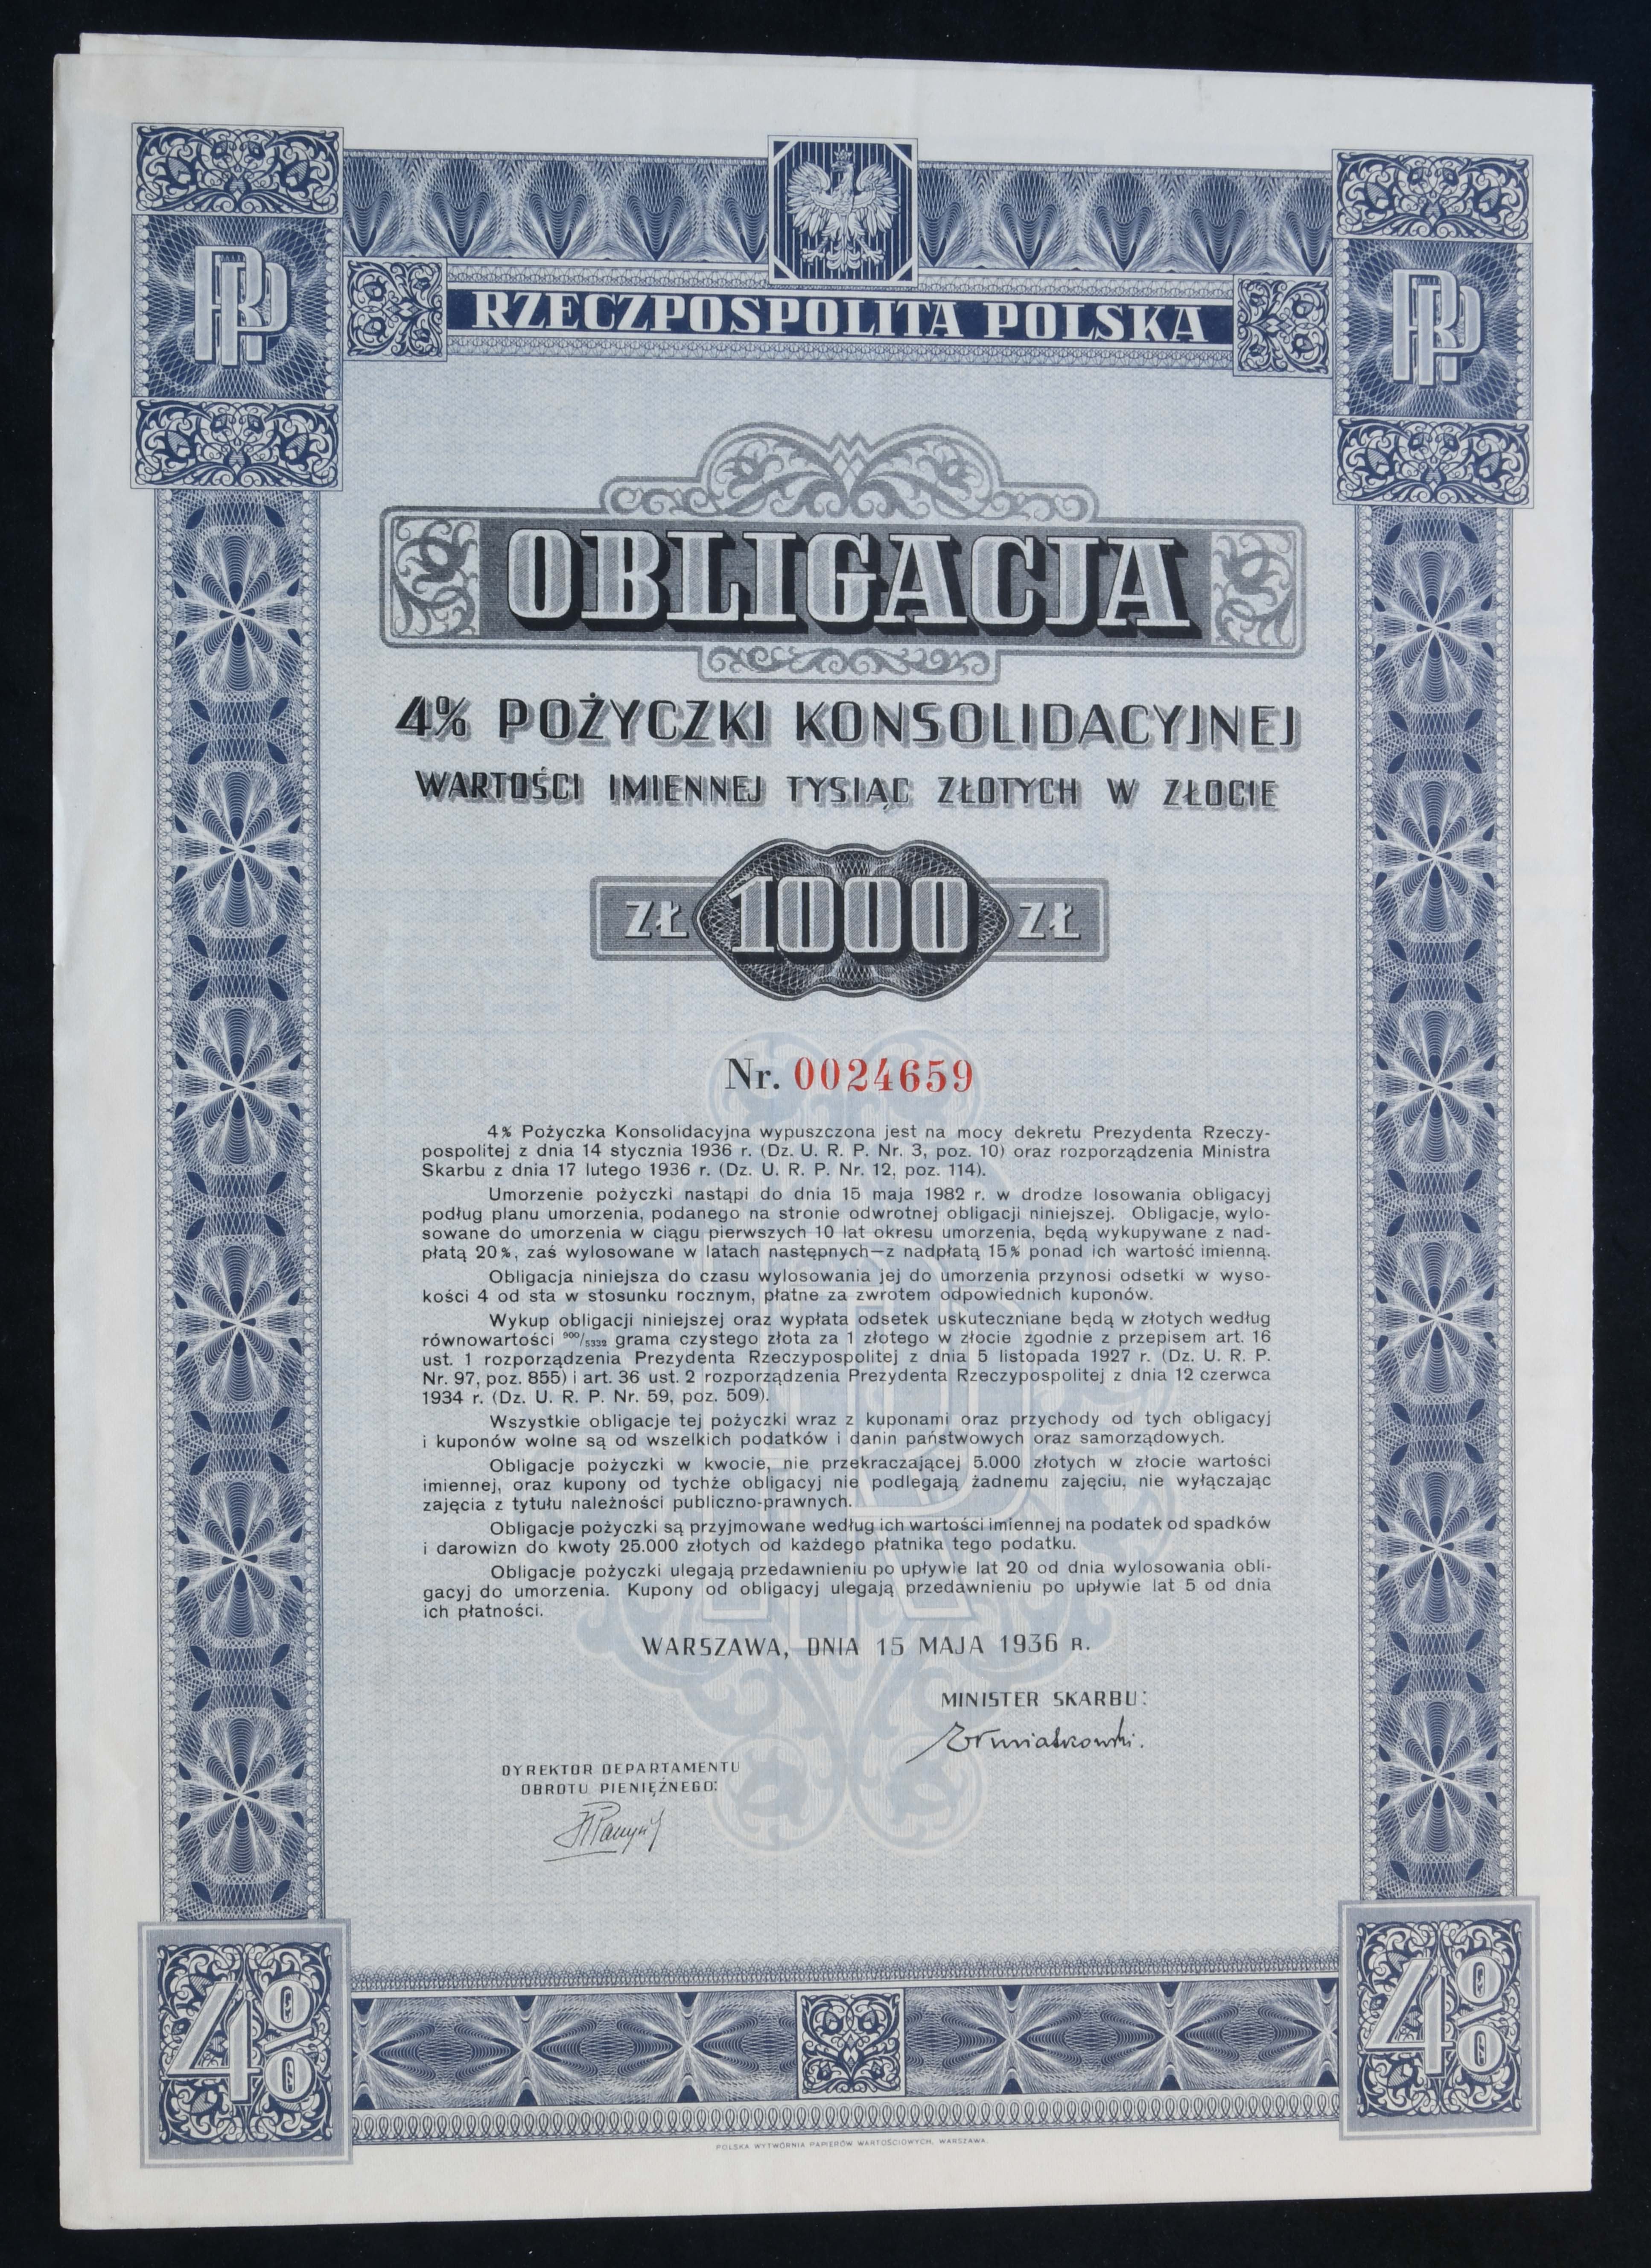 RP
RP
RZECZPOSPOLITA POLSKA
OBLIGACJA
4% POŻYCZKI KONSOLIDACYJNEJ
WARTOŚCI IMIENNEJ TYSIĄC ZŁOTYCH W ZŁOCIE
ZŁ 1000 ZŁ
Nr. 0024659
4% Pożyczka Konsolidacyjna wypuszczona jest na mocy dekretu Prezydenta Rzeczy-
pospolitej z dnia 14 stycznia 1936 r. (Dz. U. R. P. Nr. 3, poz. 10) oraz rozporządzenia Ministra
Skarbu z dnia 17 lutego 1936 r. (Dz. U. R. P. Nr. 12, poz. 114).
Umorzenie pożyczki nastąpi do dnia 15 maja 1982 r. w drodze losowania obligacyj
podług planu umorzenia, podanego na stronie odwrotnej obligacji niniejszej. Obligacje, wylo-
sowane do umorzenia w ciągu pierwszych 10 lat okresu umorzenia, będą wykupywane z nad-
płatą 20%, zaś wylosowane w latach następnych—z nadpłatą 15% ponad ich wartość imienną.
Obligacja niniejsza do czasu wylosowania jej do umorzenia przynosi odsetki w wyso-
kości 4 od sta w stosunku rocznym, płatne za zwrotem odpowiednich kuponów.
Wykup obligacji niniejszej oraz wypłata odsetek uskuteczniane będą w złotych według
równowartości 900/5332 grama czystego złota za 1 złotego w złocie zgodnie z przepisem art. 16
ust. 1 rozporządzenia Prezydenta Rzeczypospolitej z dnia 5 listopada 1927 r. (Dz. U. R. P.
Nr. 97, poz. 855) i art. 36 ust. 2 rozporządzenia Prezydenta Rzeczypospolitej z dnia 12 czerwca
1934 r. (Dz. U. R. P. Nr. 59, poz. 509).
Wszystkie obligacje tej pożyczki wraz z kuponami oraz przychody od tych obligacyj
i kuponów wolne są od wszelkich podatków i danin państwowych oraz samorządowych.
Obligacje pożyczki w kwocie, nie przekraczającej 5.000 złotych w złocie wartości
imiennej, oraz kupony od tychże obligacyj nie podlegają żadnemu zajęciu, nie wyłączając
zajęcia z tytułu należności publiczno-prawnych.
Obligacje pożyczki są przyjmowane według ich wartości imiennej na podatek od spadków
i darowizn do kwoty 25.000 złotych od każdego płatnika tego podatku.
Obligacje pożyczki ulegają przedawnieniu po upływie lat 20 od dnia wylosowania obli-
gacyj do umorzenia. Kupony od obligacyj ulegają przedawnieniu po upływie lat 5 od dnia
ich płatności.
WARSZAWA, DNIA 15 MAJA 1936 R.
MINISTER SKARBU:
DYREKTOR DEPARTAMENTU
OBROTU PIENIĘŻNEGO:
4%
4%
POLSKA WYTWÓRNIA PAPIERÓW WARTOŚCIOWYCH, WARSZAWA.